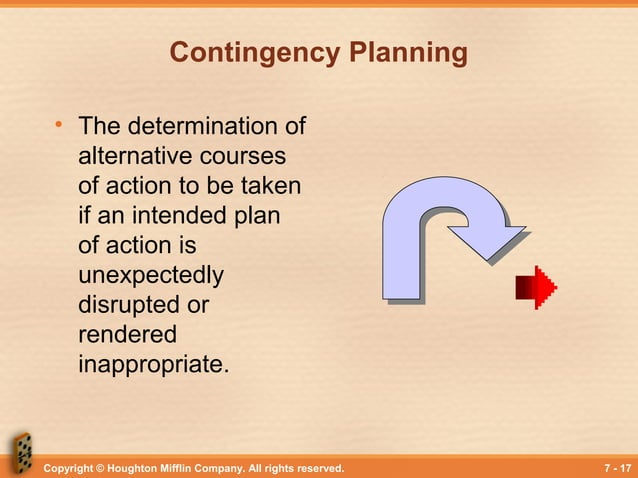 Contingency Planning
• The determination of
alternative courses
of action to be taken
if an intended plan
of action is
unexpectedly
disrupted or
rendered
inappropriate.
Copyright © Houghton Mifflin Company. All rights reserved.
7 - 17